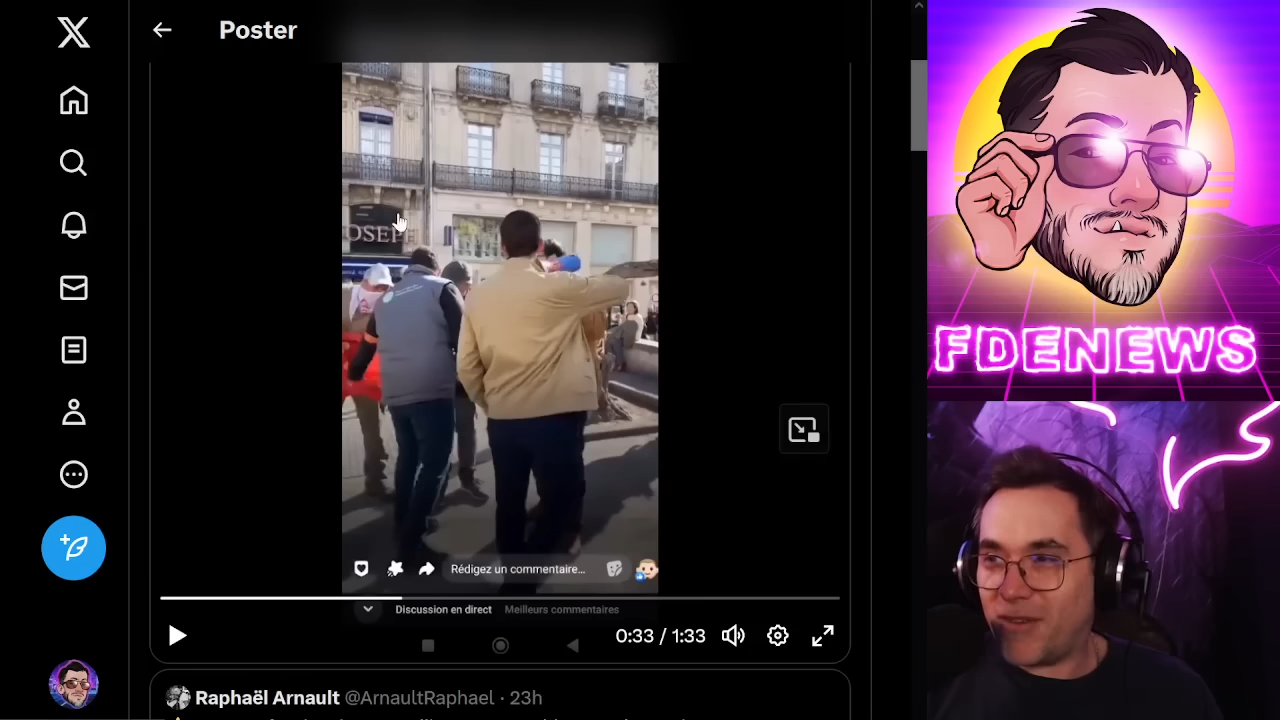 Poster
OSEP
Rédigez un commentaire...
Discussion en direct Meilleurs commentaires
0:33 / 1:33
Raphaël Arnault @ArnaultRaphael · 23h
FDENEWS